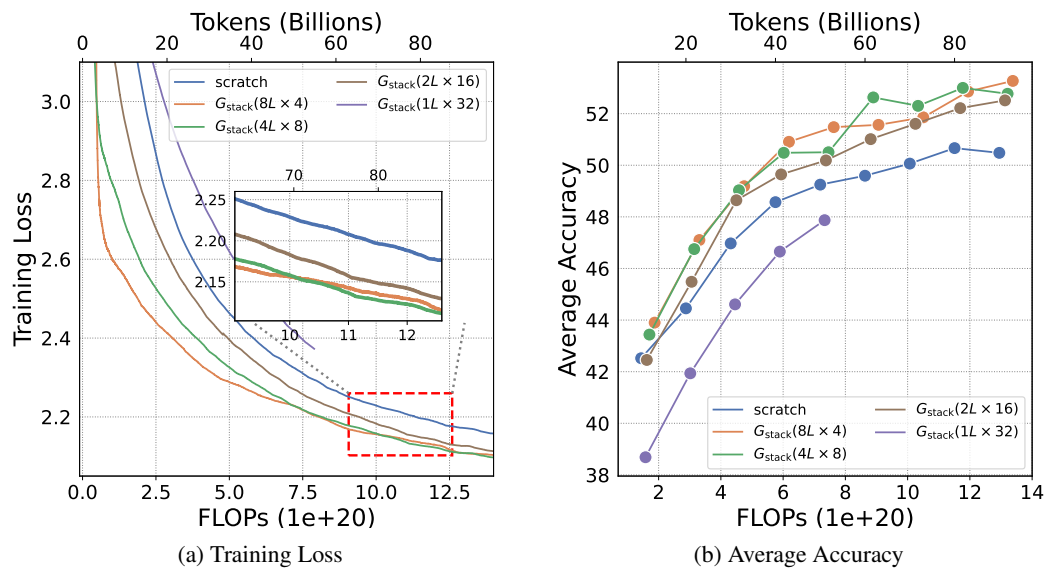 Tokens (Billions)
0 20 40 60 80
3.0
2.8
2.6
2.4
2.2
Training Loss
scratch
G_stack(8L × 4)
G_stack(4L × 8)
G_stack(2L × 16)
G_stack(1L × 32)
70 80
2.25
2.20
2.15
10 11 12
0.0 2.5 5.0 7.5 10.0 12.5
FLOPs (1e+20)
(a) Training Loss
Tokens (Billions)
20 40 60 80
52
50
48
46
44
42
40
38
Average Accuracy
scratch
G_stack(8L × 4)
G_stack(4L × 8)
G_stack(2L × 16)
G_stack(1L × 32)
2 4 6 8 10 12 14
FLOPs (1e+20)
(b) Average Accuracy